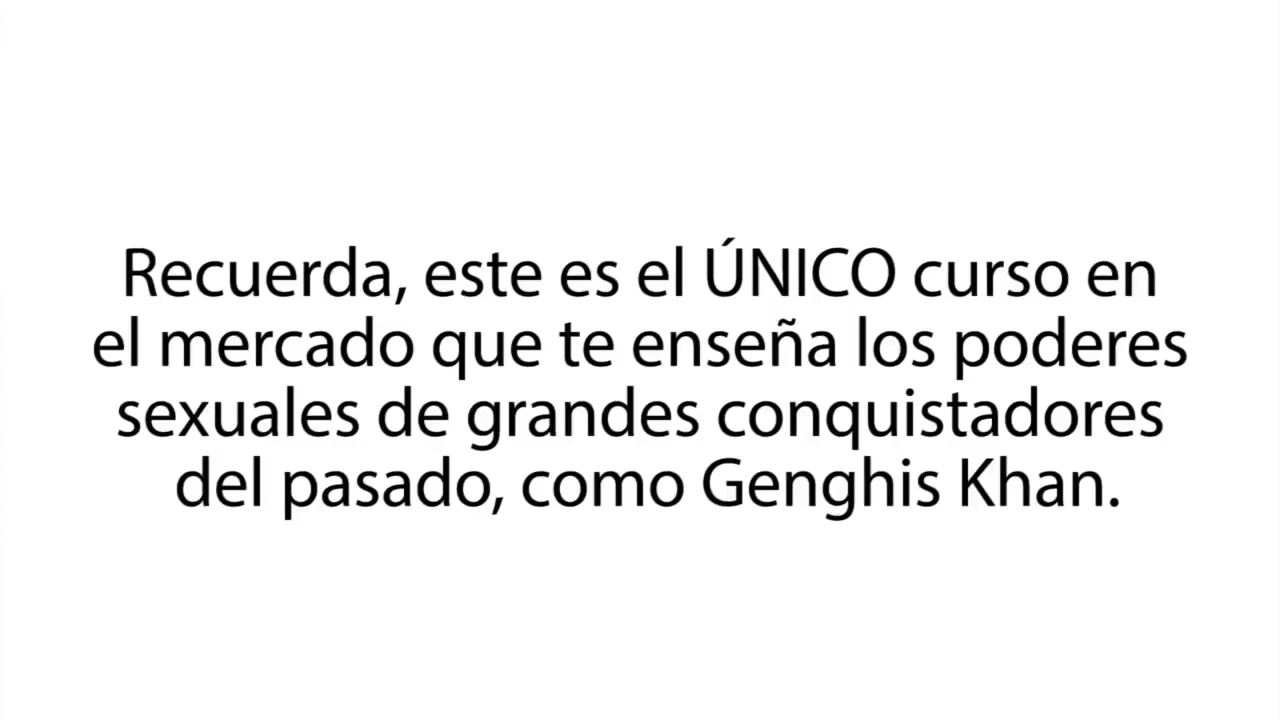 Recuerda, este es el ÚNICO curso en
el mercado que te enseña los poderes
sexuales de grandes conquistadores
del pasado, como Genghis Khan.